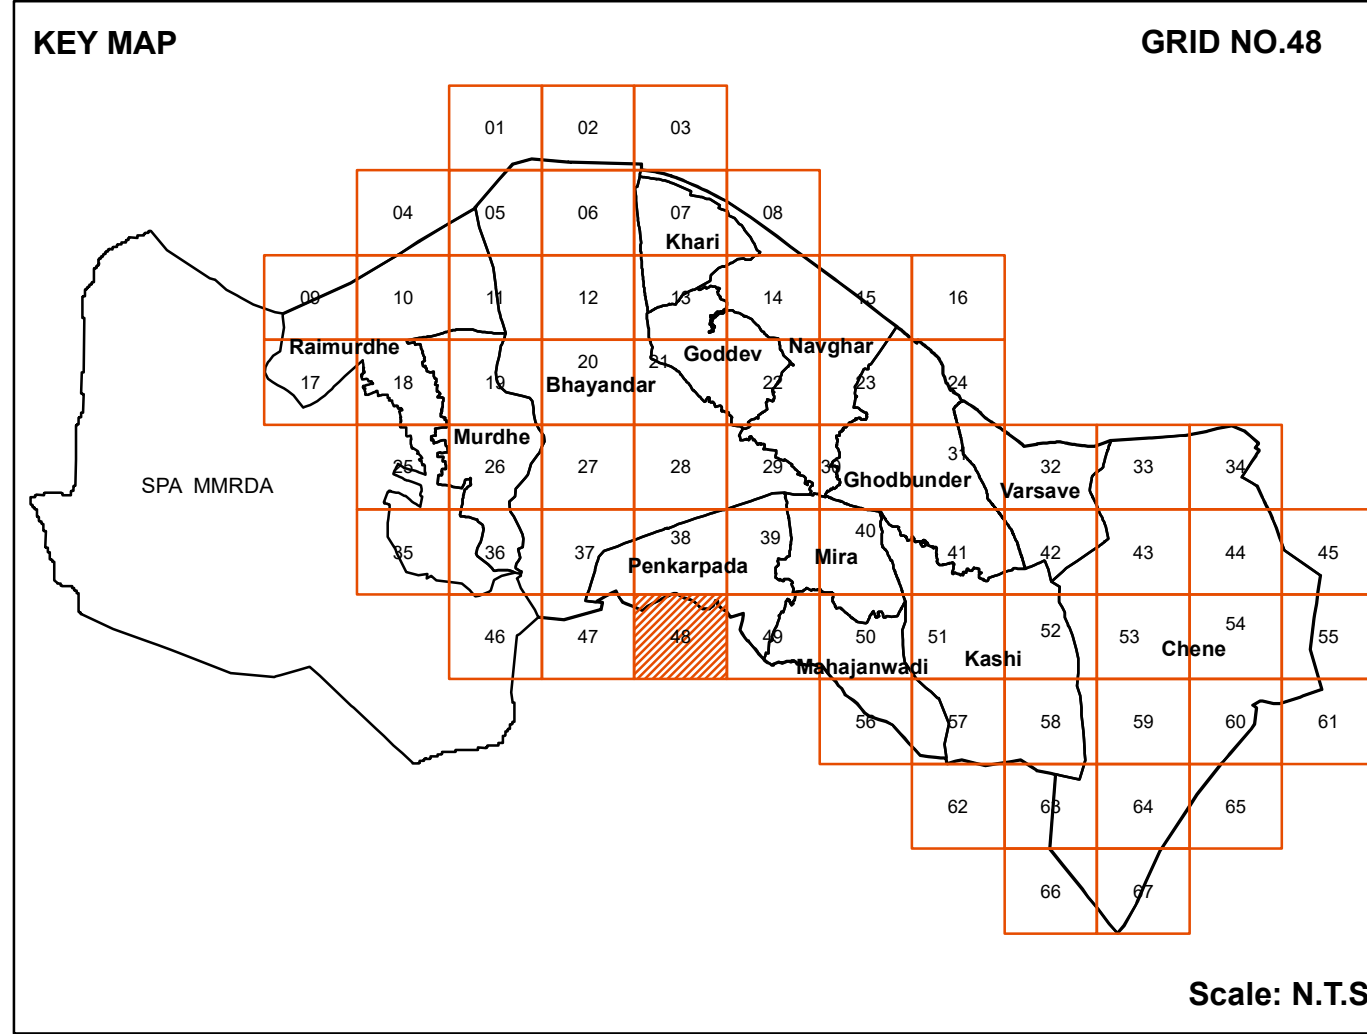 KEY MAP
GRID NO.48
01 02 03
04 05 06 07 08
Khari
09 10 11 12 13 14 15 16
Raimurdhe
Goddev
Navghar
17 18 19 20 21 22 23 24
Bhayandar
Murdhe
25 26 27 28 29 30 31 32 33 34
SPA MMRDA
Ghodbunder
Varsave
35 36 37 38 39 40 41 42 43 44 45
Penkarpada
Mira
46 47 48 49 50 51 52 53 54 55
Mahajanwadi
Kashi
Chene
56 57 58 59 60 61
62 63 64 65
66 67
Scale: N.T.S